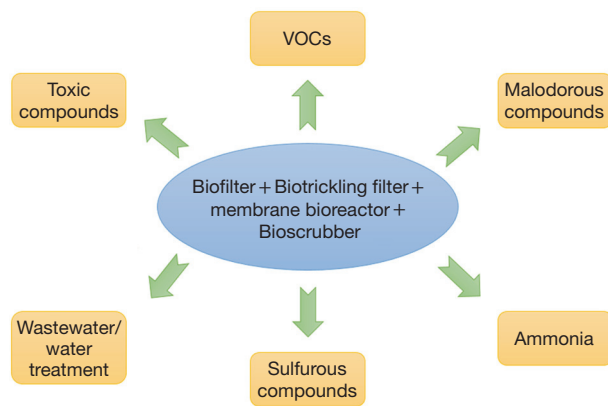 VOCs
Toxic
compounds
Malodorous
compounds
Biofilter + Biotrickling filter +
membrane bioreactor +
Bioscrubber
Wastewater/
water
treatment
Sulfurous
compounds
Ammonia